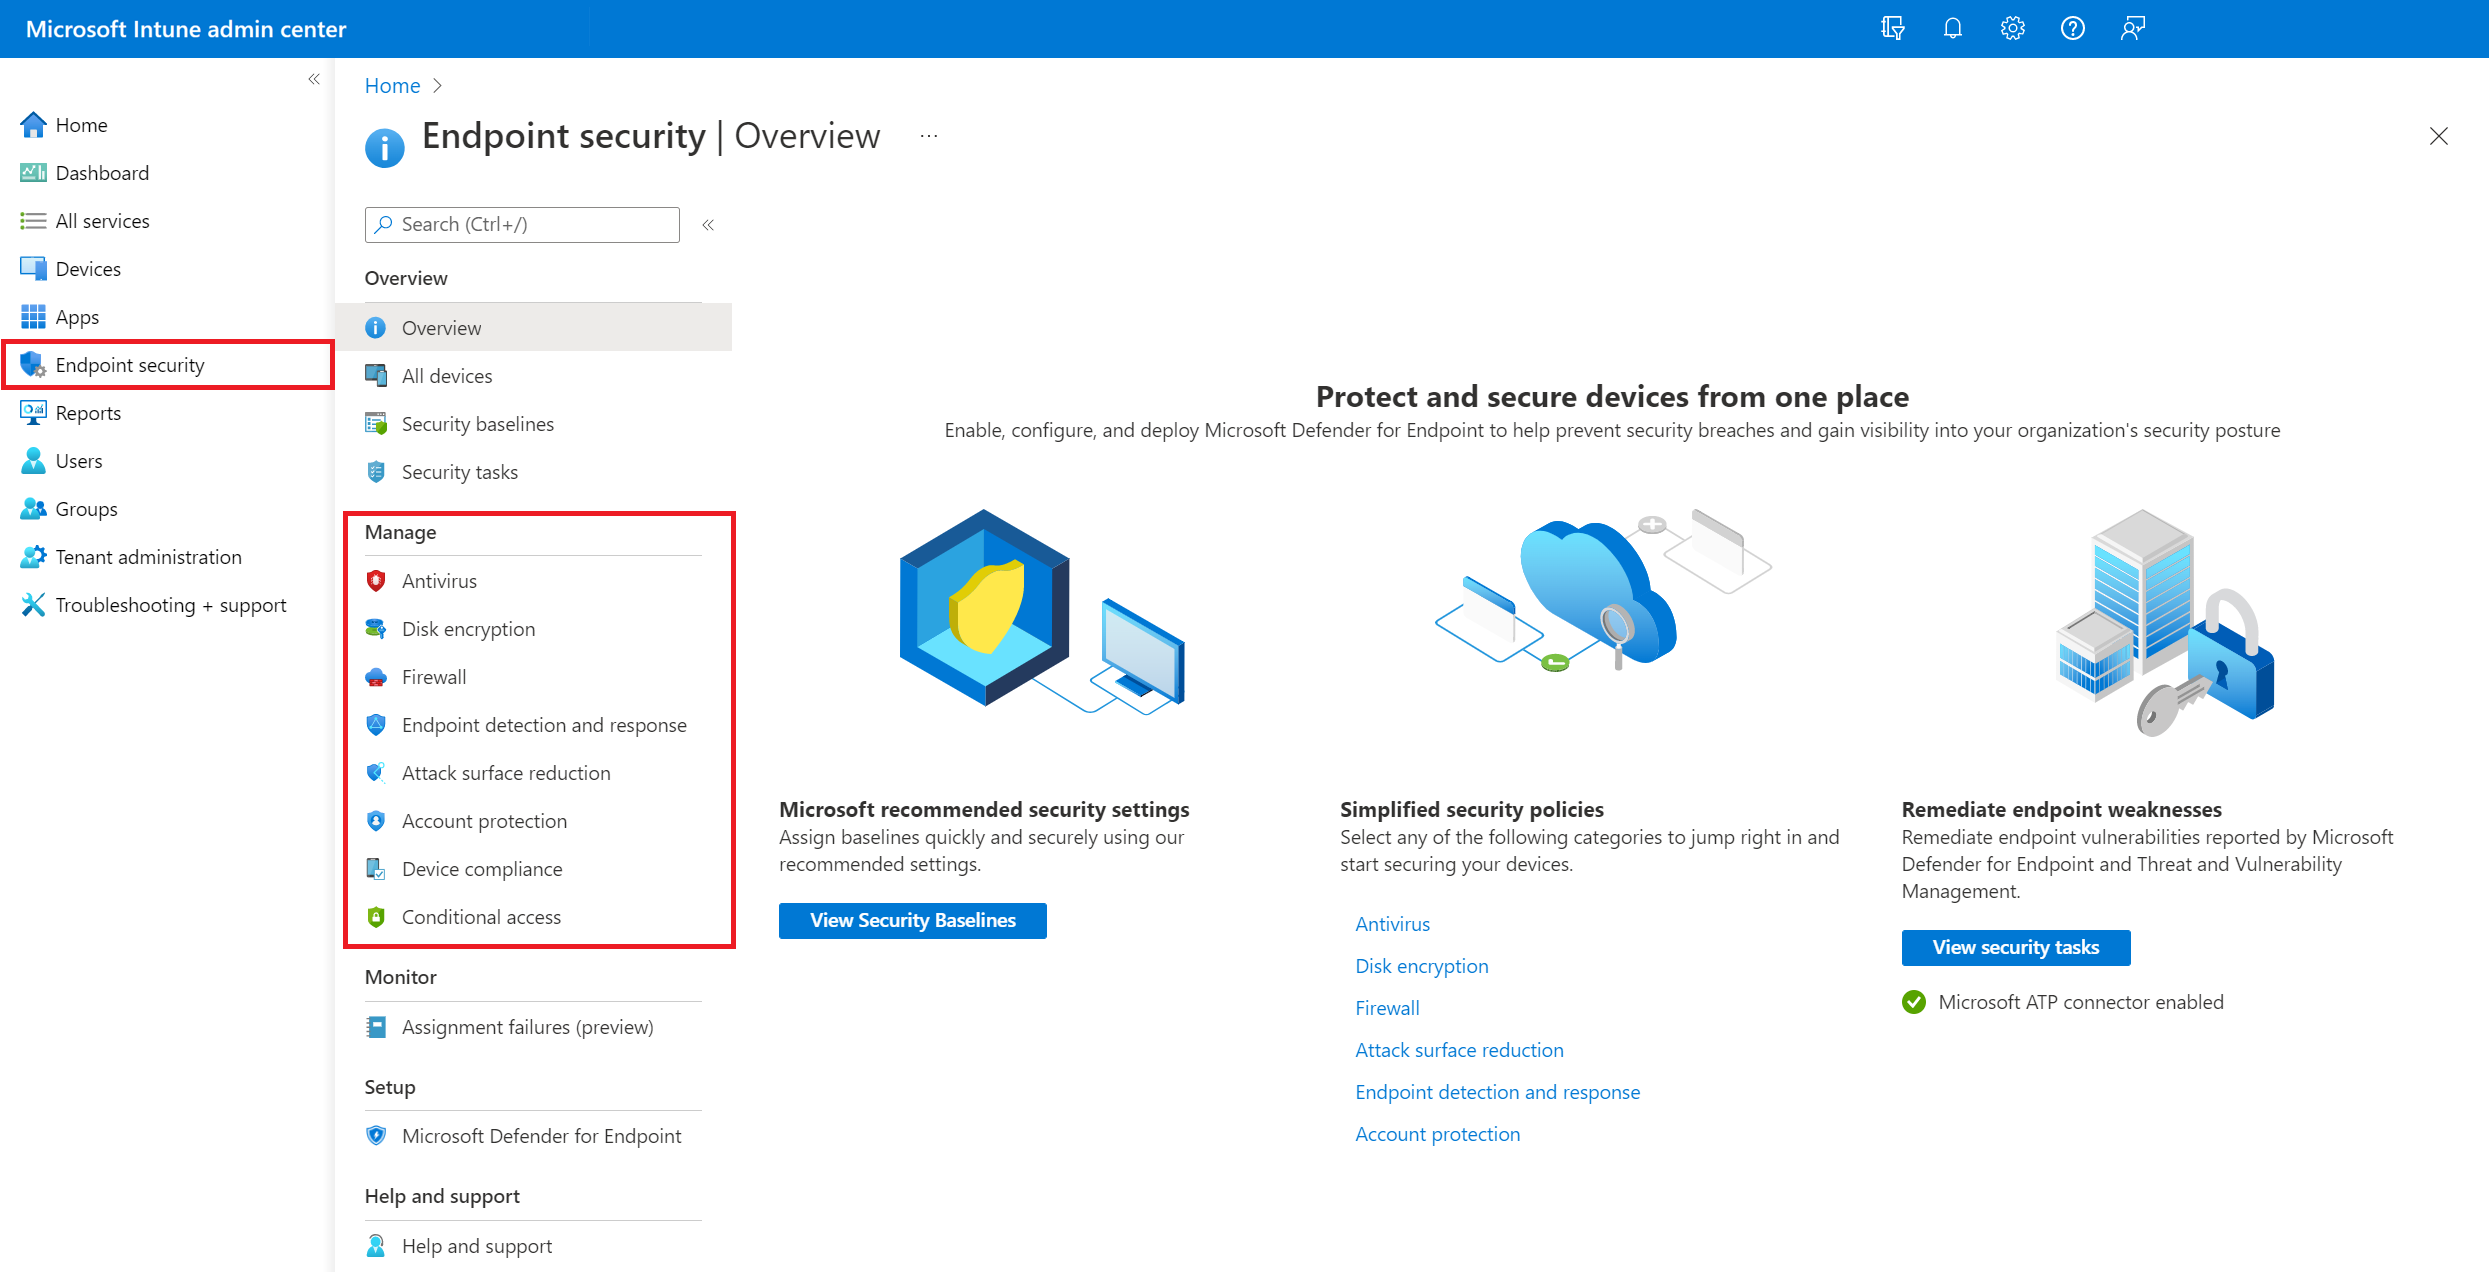 Microsoft Intune admin center
Home
Dashboard
All services
Devices
Apps
Endpoint security
Reports
Users
Groups
Tenant administration
Troubleshooting + support
Home
Endpoint security | Overview
Search (Ctrl+/)
Overview
Overview
All devices
Security baselines
Security tasks
Manage
Antivirus
Disk encryption
Firewall
Endpoint detection and response
Attack surface reduction
Account protection
Device compliance
Conditional access
Monitor
Assignment failures (preview)
Setup
Microsoft Defender for Endpoint
Help and support
Help and support
Protect and secure devices from one place
Enable, configure, and deploy Microsoft Defender for Endpoint to help prevent security breaches and gain visibility into your organization's security posture
Microsoft recommended security settings
Assign baselines quickly and securely using our
recommended settings.
View Security Baselines
Simplified security policies
Select any of the following categories to jump right in and
start securing your devices.
Antivirus
Disk encryption
Firewall
Attack surface reduction
Endpoint detection and response
Account protection
Remediate endpoint weaknesses
Remediate endpoint vulnerabilities reported by Microsoft
Defender for Endpoint and Threat and Vulnerability
Management.
View security tasks
Microsoft ATP connector enabled